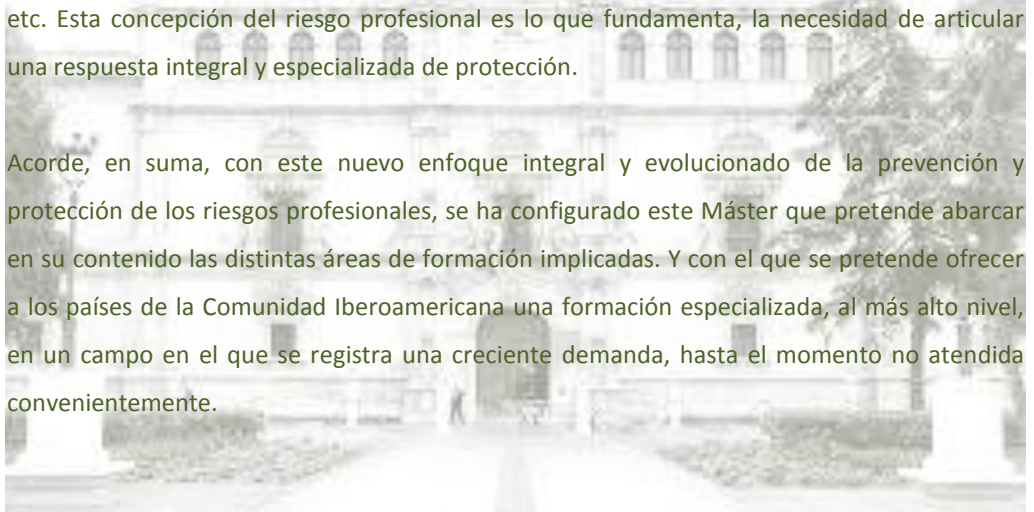 etc. Esta concepción del riesgo profesional es lo que fundamenta, la necesidad de articular
una respuesta integral y especializada de protección.
Acorde, en suma, con este nuevo enfoque integral y evolucionado de la prevención y
protección de los riesgos profesionales, se ha configurado este Máster que pretende abarcar
en su contenido las distintas áreas de formación implicadas. Y con el que se pretende ofrecer
a los países de la Comunidad Iberoamericana una formación especializada, al más alto nivel,
en un campo en el que se registra una creciente demanda, hasta el momento no atendida
convenientemente.